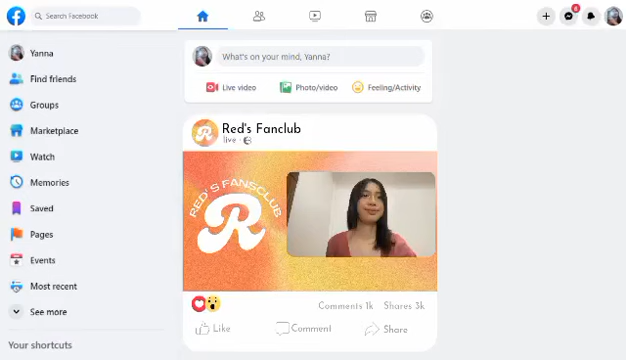 Search Facebook
8
Yanna
Find friends
Groups
Marketplace
Watch
Memories
Saved
Pages
Events
Most recent
See more
Your shortcuts
What's on your mind, Yanna?
Live video
Photo/video
Feeling/Activity
R
Red's Fanclub
live ·
RED'S FANSCLUB
R
Comments 1k Shares 3k
Like
Comment
Share